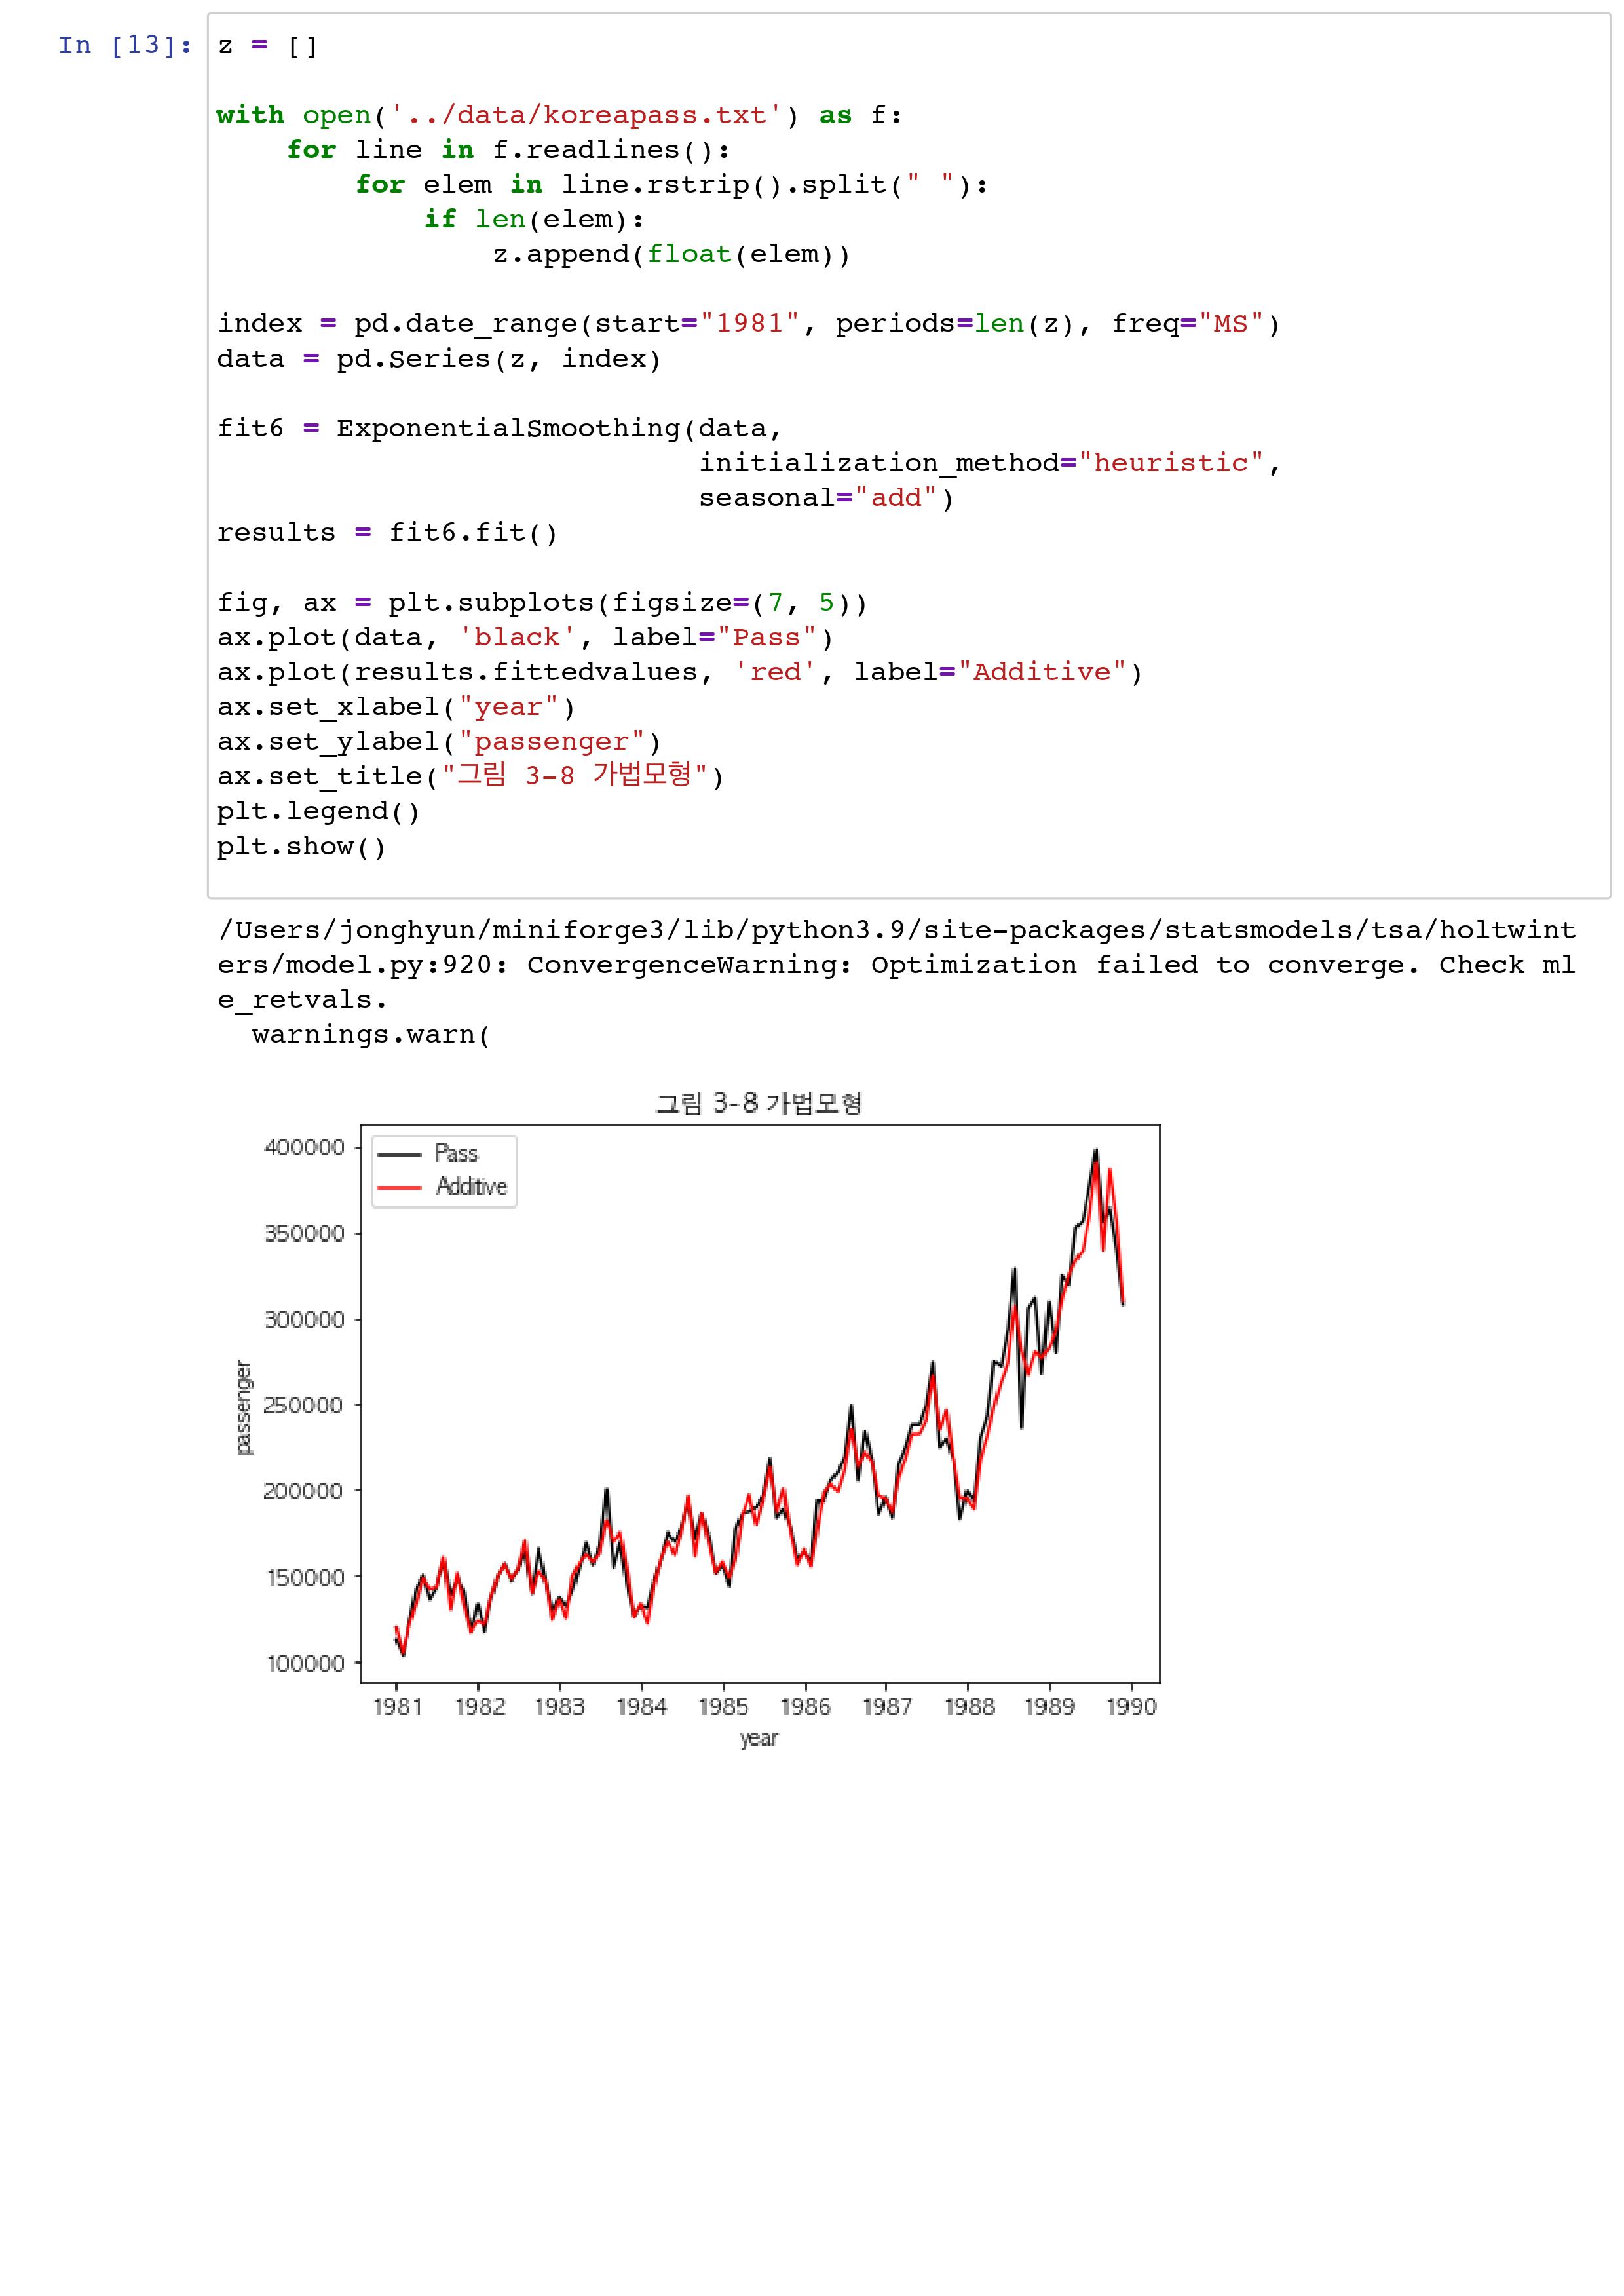 In [13]: z = []
with open('../data/koreapass.txt') as f:
    for line in f.readlines():
        for elem in line.rstrip().split(" "):
            if len(elem):
                z.append(float(elem))
index = pd.date_range(start="1981", periods=len(z), freq="MS")
data = pd.Series(z, index)
fit6 = ExponentialSmoothing(data,
                            initialization_method="heuristic",
                            seasonal="add")
results = fit6.fit()
fig, ax = plt.subplots(figsize=(7, 5))
ax.plot(data, 'black', label="Pass")
ax.plot(results.fittedvalues, 'red', label="Additive")
ax.set_xlabel("year")
ax.set_ylabel("passenger")
ax.set_title("그림 3-8 가법모형")
plt.legend()
plt.show()
/Users/jonghyun/miniforge3/lib/python3.9/site-packages/statsmodels/tsa/holtwint
ers/model.py:920: ConvergenceWarning: Optimization failed to converge. Check ml
e_retvals.
  warnings.warn(
그림 3-8 가법모형
Pass
Additive
400000
350000
300000
250000
200000
150000
100000
passenger
1981 1982 1983 1984 1985 1986 1987 1988 1989 1990
year